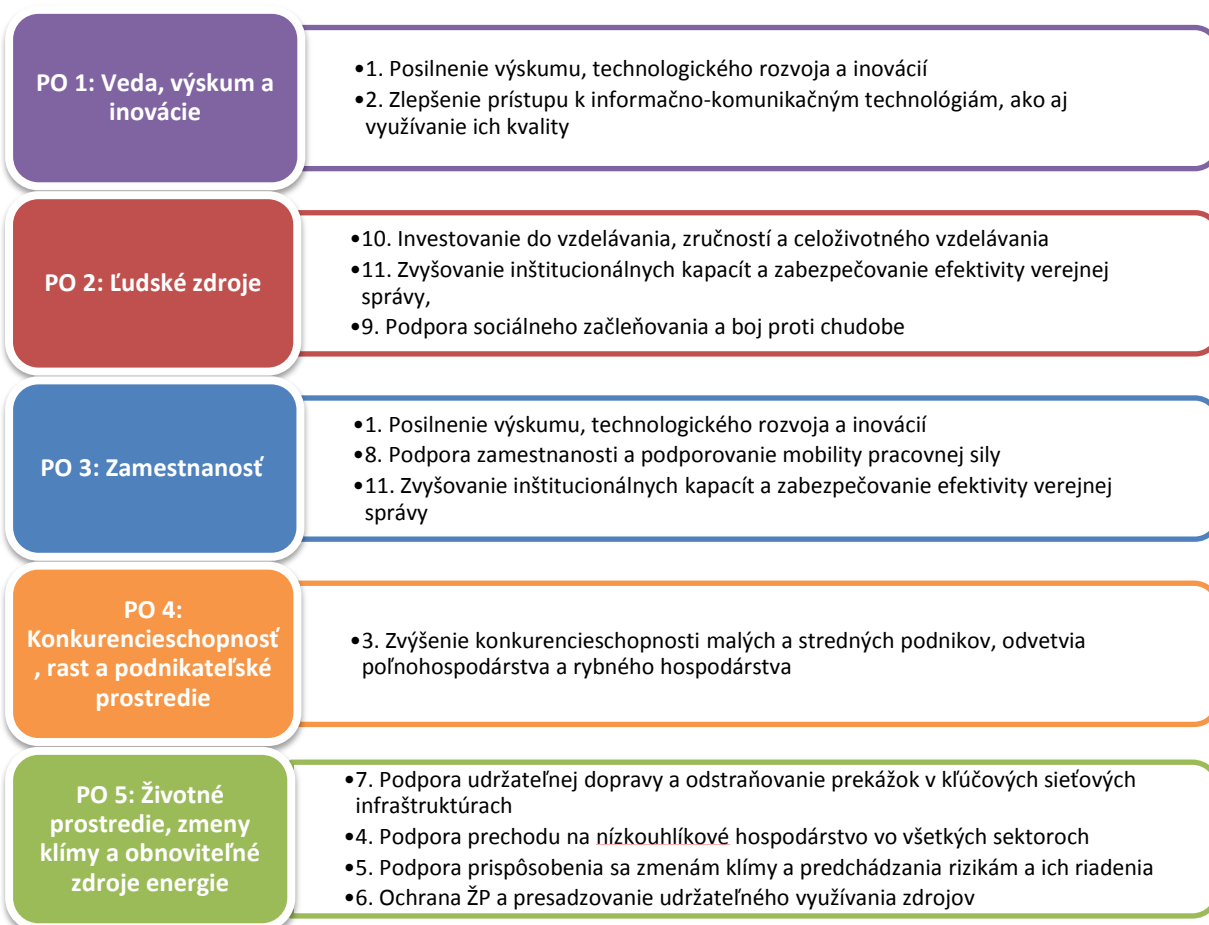 PO 1: Veda, výskum a
inovácie
•1. Posilnenie výskumu, technologického rozvoja a inovácií
•2. Zlepšenie prístupu k informačno-komunikačným technológiám, ako aj
využívanie ich kvality
PO 2: Ľudské zdroje
•10. Investovanie do vzdelávania, zručností a celoživotného vzdelávania
•11. Zvyšovanie inštitucionálnych kapacít a zabezpečovanie efektivity verejnej
správy,
•9. Podpora sociálneho začleňovania a boj proti chudobe
PO 3: Zamestnanosť
•1. Posilnenie výskumu, technologického rozvoja a inovácií
•8. Podpora zamestnanosti a podporovanie mobility pracovnej sily
•11. Zvyšovanie inštitucionálnych kapacít a zabezpečovanie efektivity verejnej
správy
PO 4:
Konkurencieschopnosť
, rast a podnikateľské
prostredie
•3. Zvýšenie konkurencieschopnosti malých a stredných podnikov, odvetvia
poľnohospodárstva a rybného hospodárstva
PO 5: Životné
prostredie, zmeny
klímy a obnoviteľné
zdroje energie
•7. Podpora udržateľnej dopravy a odstraňovanie prekážok v kľúčových sieťových
infraštruktúrach
•4. Podpora prechodu na nízkouhlíkové hospodárstvo vo všetkých sektoroch
•5. Podpora prispôsobenia sa zmenám klímy a predchádzania rizikám a ich riadenia
•6. Ochrana ŽP a presadzovanie udržateľného využívania zdrojov